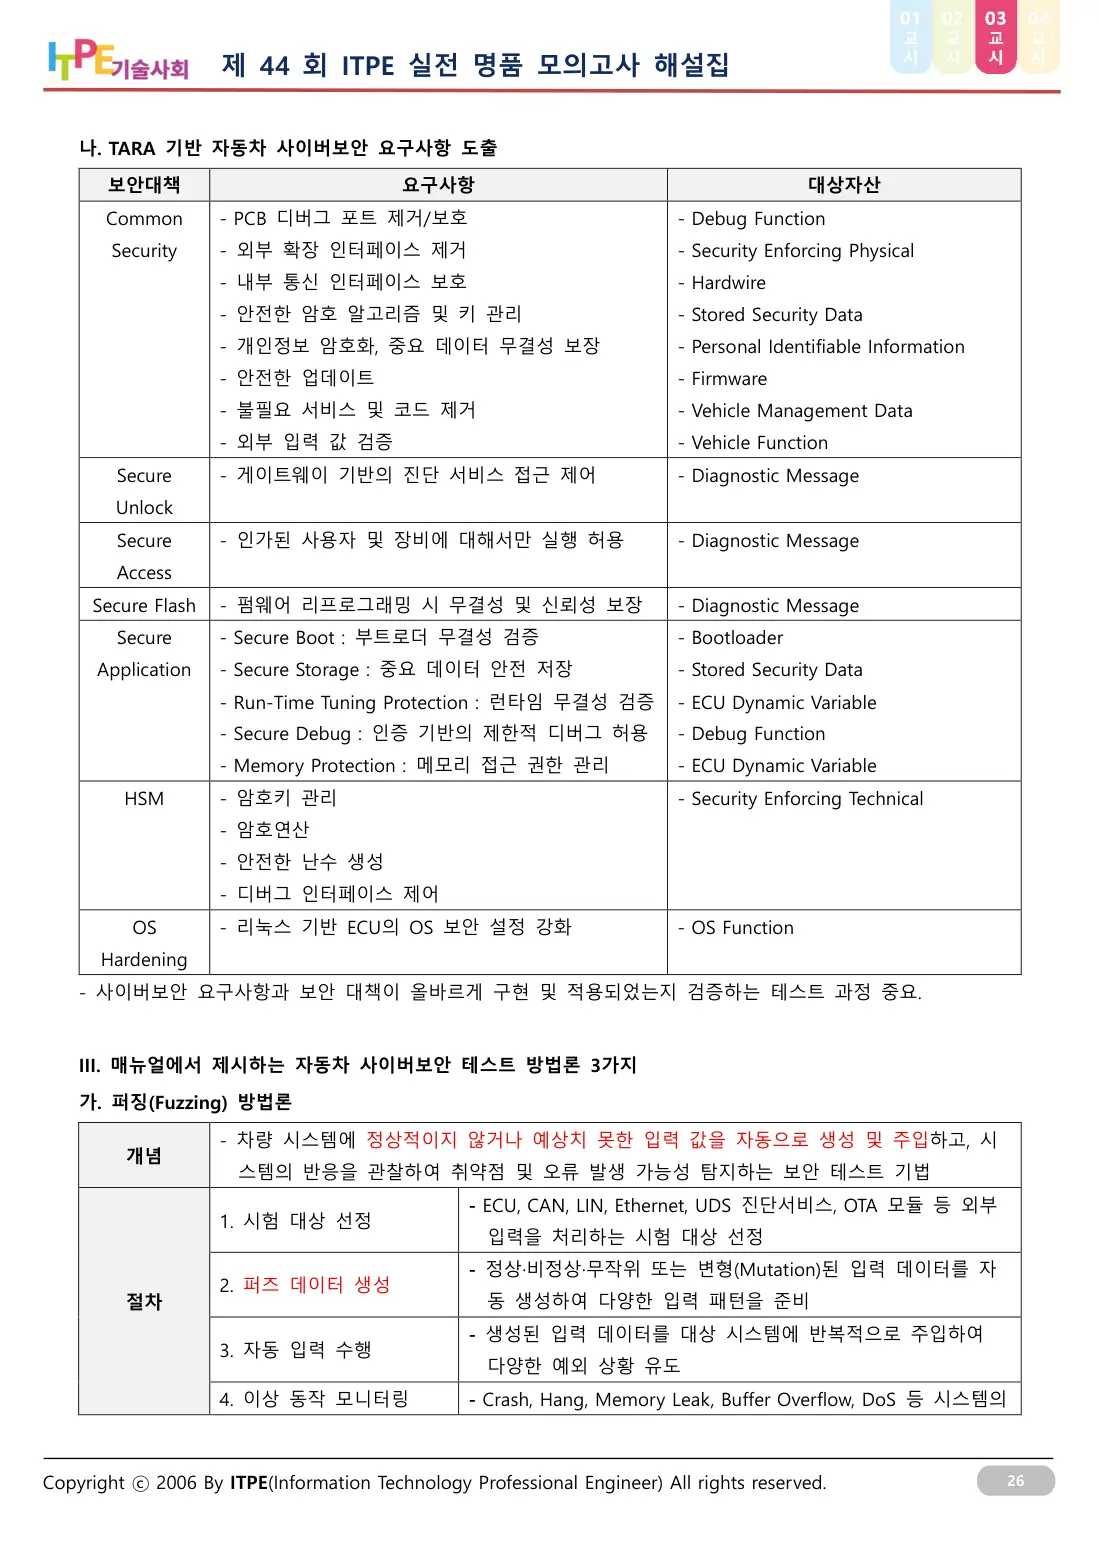 01 교시
02 교시
03 교시
04 교시
ITPE기술사회
제 44 회 ITPE 실전 명품 모의고사 해설집
나. TARA 기반 자동차 사이버보안 요구사항 도출
보안대책 요구사항 대상자산
Common Security
- PCB 디버그 포트 제거/보호
- 외부 확장 인터페이스 제거
- 내부 통신 인터페이스 보호
- 안전한 암호 알고리즘 및 키 관리
- 개인정보 암호화, 중요 데이터 무결성 보장
- 안전한 업데이트
- 불필요 서비스 및 코드 제거
- 외부 입력 값 검증
- Debug Function
- Security Enforcing Physical
- Hardwire
- Stored Security Data
- Personal Identifiable Information
- Firmware
- Vehicle Management Data
- Vehicle Function
Secure Unlock
- 게이트웨이 기반의 진단 서비스 접근 제어
- Diagnostic Message
Secure Access
- 인가된 사용자 및 장비에 대해서만 실행 허용
- Diagnostic Message
Secure Flash
- 펌웨어 리프로그래밍 시 무결성 및 신뢰성 보장
- Diagnostic Message
Secure Application
- Secure Boot : 부트로더 무결성 검증
- Secure Storage : 중요 데이터 안전 저장
- Run-Time Tuning Protection : 런타임 무결성 검증
- Secure Debug : 인증 기반의 제한적 디버그 허용
- Memory Protection : 메모리 접근 권한 관리
- Bootloader
- Stored Security Data
- ECU Dynamic Variable
- Debug Function
- ECU Dynamic Variable
HSM
- 암호키 관리
- 암호연산
- 안전한 난수 생성
- 디버그 인터페이스 제어
- Security Enforcing Technical
OS Hardening
- 리눅스 기반 ECU의 OS 보안 설정 강화
- OS Function
- 사이버보안 요구사항과 보안 대책이 올바르게 구현 및 적용되었는지 검증하는 테스트 과정 중요.
III. 매뉴얼에서 제시하는 자동차 사이버보안 테스트 방법론 3가지
가. 퍼징(Fuzzing) 방법론
개념
- 차량 시스템에 정상적이지 않거나 예상치 못한 입력 값을 자동으로 생성 및 주입하고, 시
스템의 반응을 관찰하여 취약점 및 오류 발생 가능성 탐지하는 보안 테스트 기법
절차
1. 시험 대상 선정
- ECU, CAN, LIN, Ethernet, UDS 진단서비스, OTA 모듈 등 외부
입력을 처리하는 시험 대상 선정
2. 퍼즈 데이터 생성
- 정상·비정상·무작위 또는 변형(Mutation)된 입력 데이터를 자
동 생성하여 다양한 입력 패턴을 준비
3. 자동 입력 수행
- 생성된 입력 데이터를 대상 시스템에 반복적으로 주입하여
다양한 예외 상황 유도
4. 이상 동작 모니터링
- Crash, Hang, Memory Leak, Buffer Overflow, DoS 등 시스템의
Copyright ⓒ 2006 By ITPE(Information Technology Professional Engineer) All rights reserved.
26